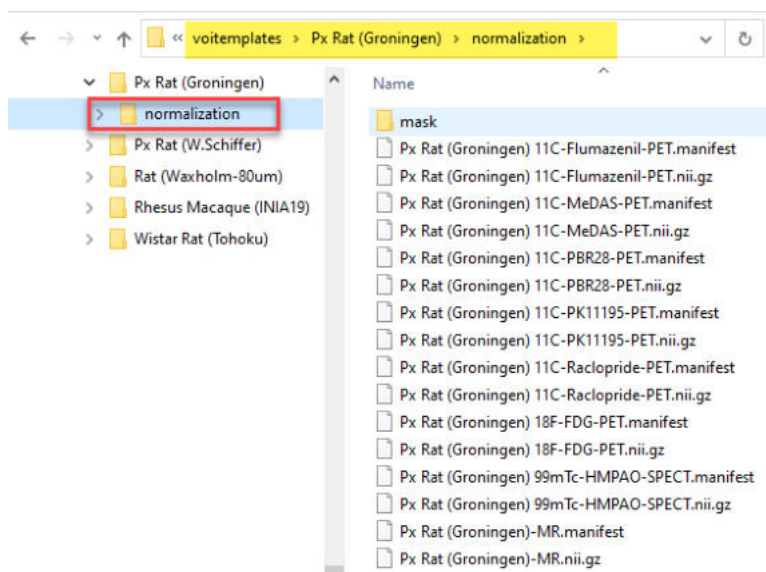 « voitemplates › Px Rat (Groningen) › normalization ›
Px Rat (Groningen)
normalization
Px Rat (W.Schiffer)
Rat (Waxholm-80um)
Rhesus Macaque (INIA19)
Wistar Rat (Tohoku)
Name
mask
Px Rat (Groningen) 11C-Flumazenil-PET.manifest
Px Rat (Groningen) 11C-Flumazenil-PET.nii.gz
Px Rat (Groningen) 11C-MeDAS-PET.manifest
Px Rat (Groningen) 11C-MeDAS-PET.nii.gz
Px Rat (Groningen) 11C-PBR28-PET.manifest
Px Rat (Groningen) 11C-PBR28-PET.nii.gz
Px Rat (Groningen) 11C-PK11195-PET.manifest
Px Rat (Groningen) 11C-PK11195-PET.nii.gz
Px Rat (Groningen) 11C-Raclopride-PET.manifest
Px Rat (Groningen) 11C-Raclopride-PET.nii.gz
Px Rat (Groningen) 18F-FDG-PET.manifest
Px Rat (Groningen) 18F-FDG-PET.nii.gz
Px Rat (Groningen) 99mTc-HMPAO-SPECT.manifest
Px Rat (Groningen) 99mTc-HMPAO-SPECT.nii.gz
Px Rat (Groningen)-MR.manifest
Px Rat (Groningen)-MR.nii.gz